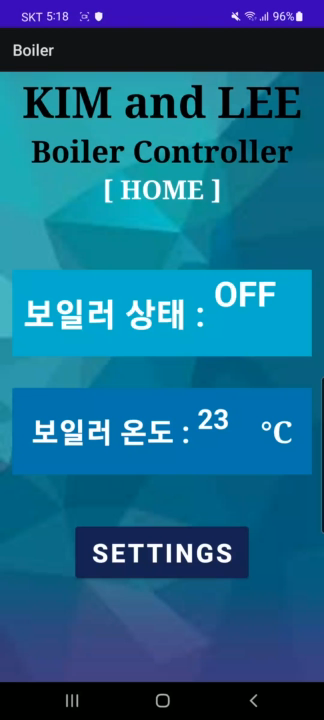 SKT 5:18 96%
Boiler
KIM and LEE
Boiler Controller
[ HOME ]
보일러 상태 : OFF
보일러 온도 : 23 °C
SETTINGS